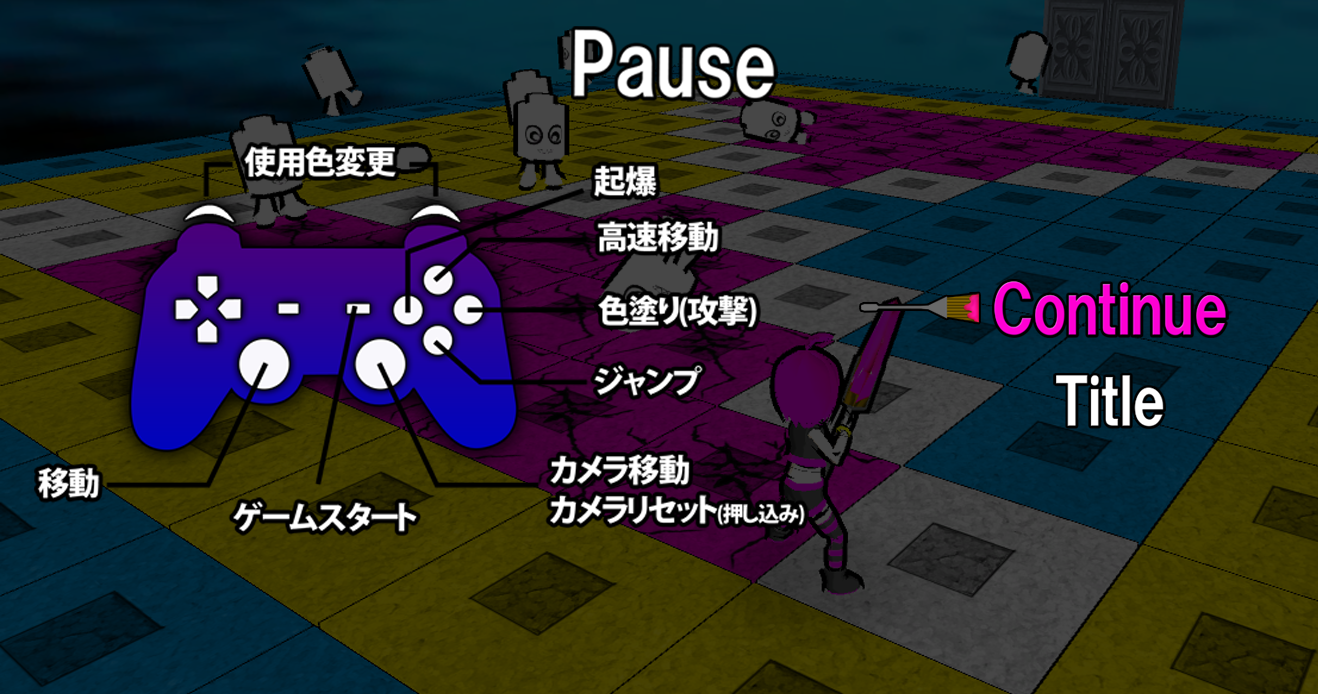 Pause
使用色変更
起爆
高速移動
色塗り(攻撃)
ジャンプ
Continue
Title
カメラ移動
カメラリセット(押し込み)
移動
ゲームスタート